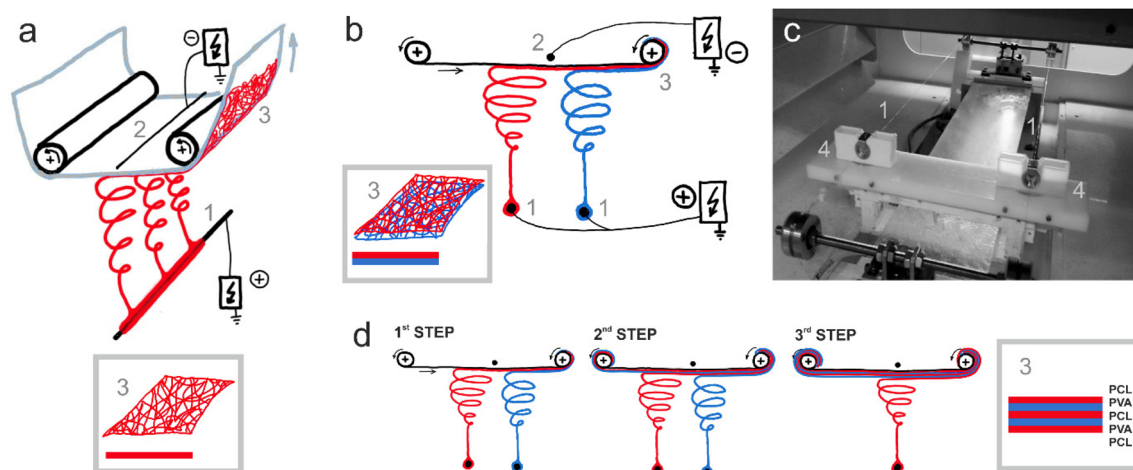 a
−
3
2
+
+
1
+
3
b
2
+
+
−
3
3
+
1
1
c
1
1
4
4
d
1st STEP
2nd STEP
3rd STEP
+
+
+
+
+
+
3
PCL
PVA
PCL
PVA
PCL